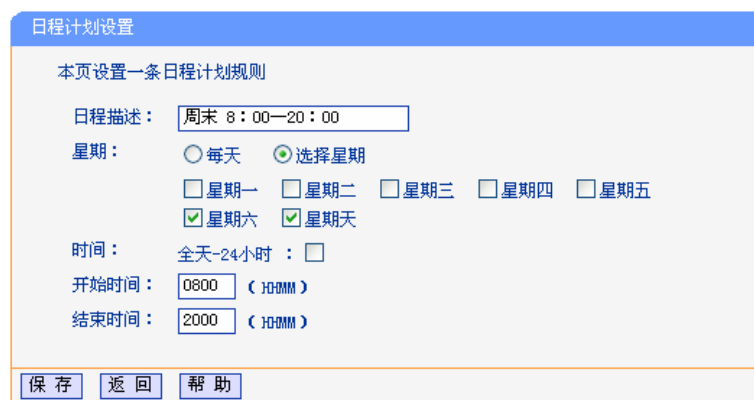 日程计划设置
本页设置一条日程计划规则
日程描述： 周末 8：00—20：00
星期： 每天 选择星期
星期一 星期二 星期三 星期四 星期五
星期六 星期天
时间： 全天-24小时 ：
开始时间： 0800 （HHMM）
结束时间： 2000 （HHMM）
保 存 返 回 帮 助